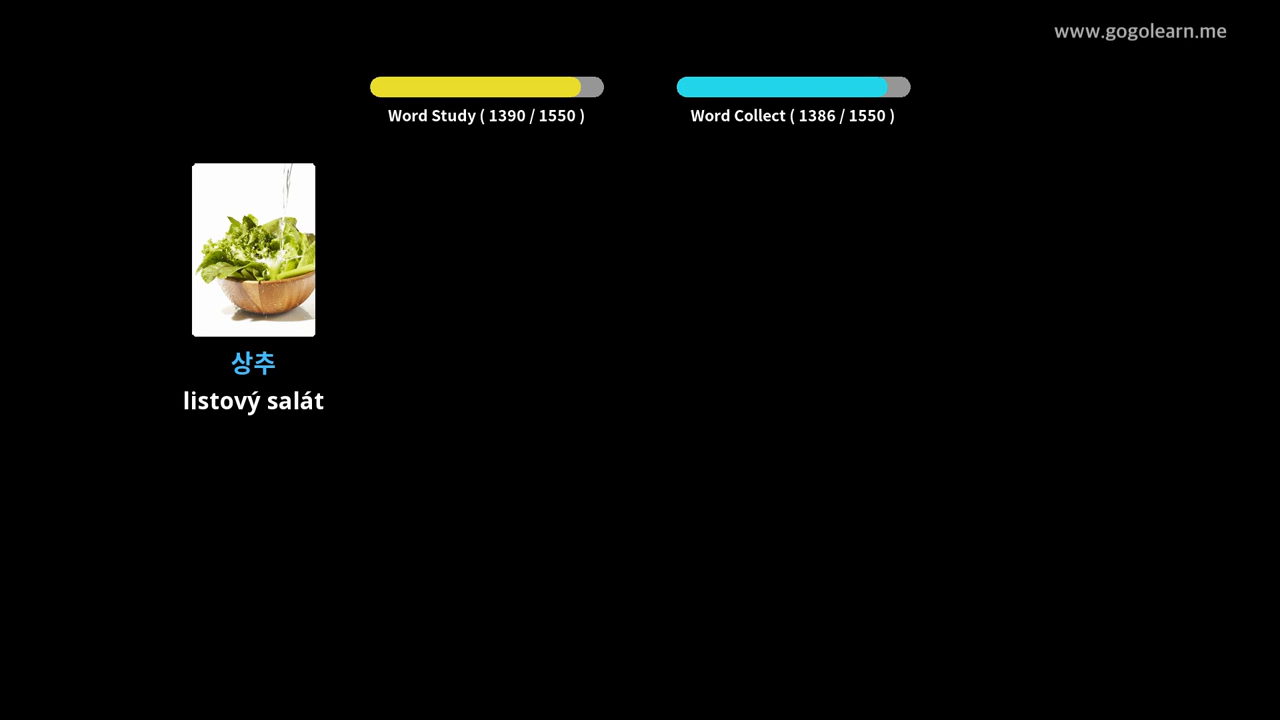 www.gogolearn.me
Word Study ( 1390 / 1550 )
Word Collect ( 1386 / 1550 )
상추
listový salát